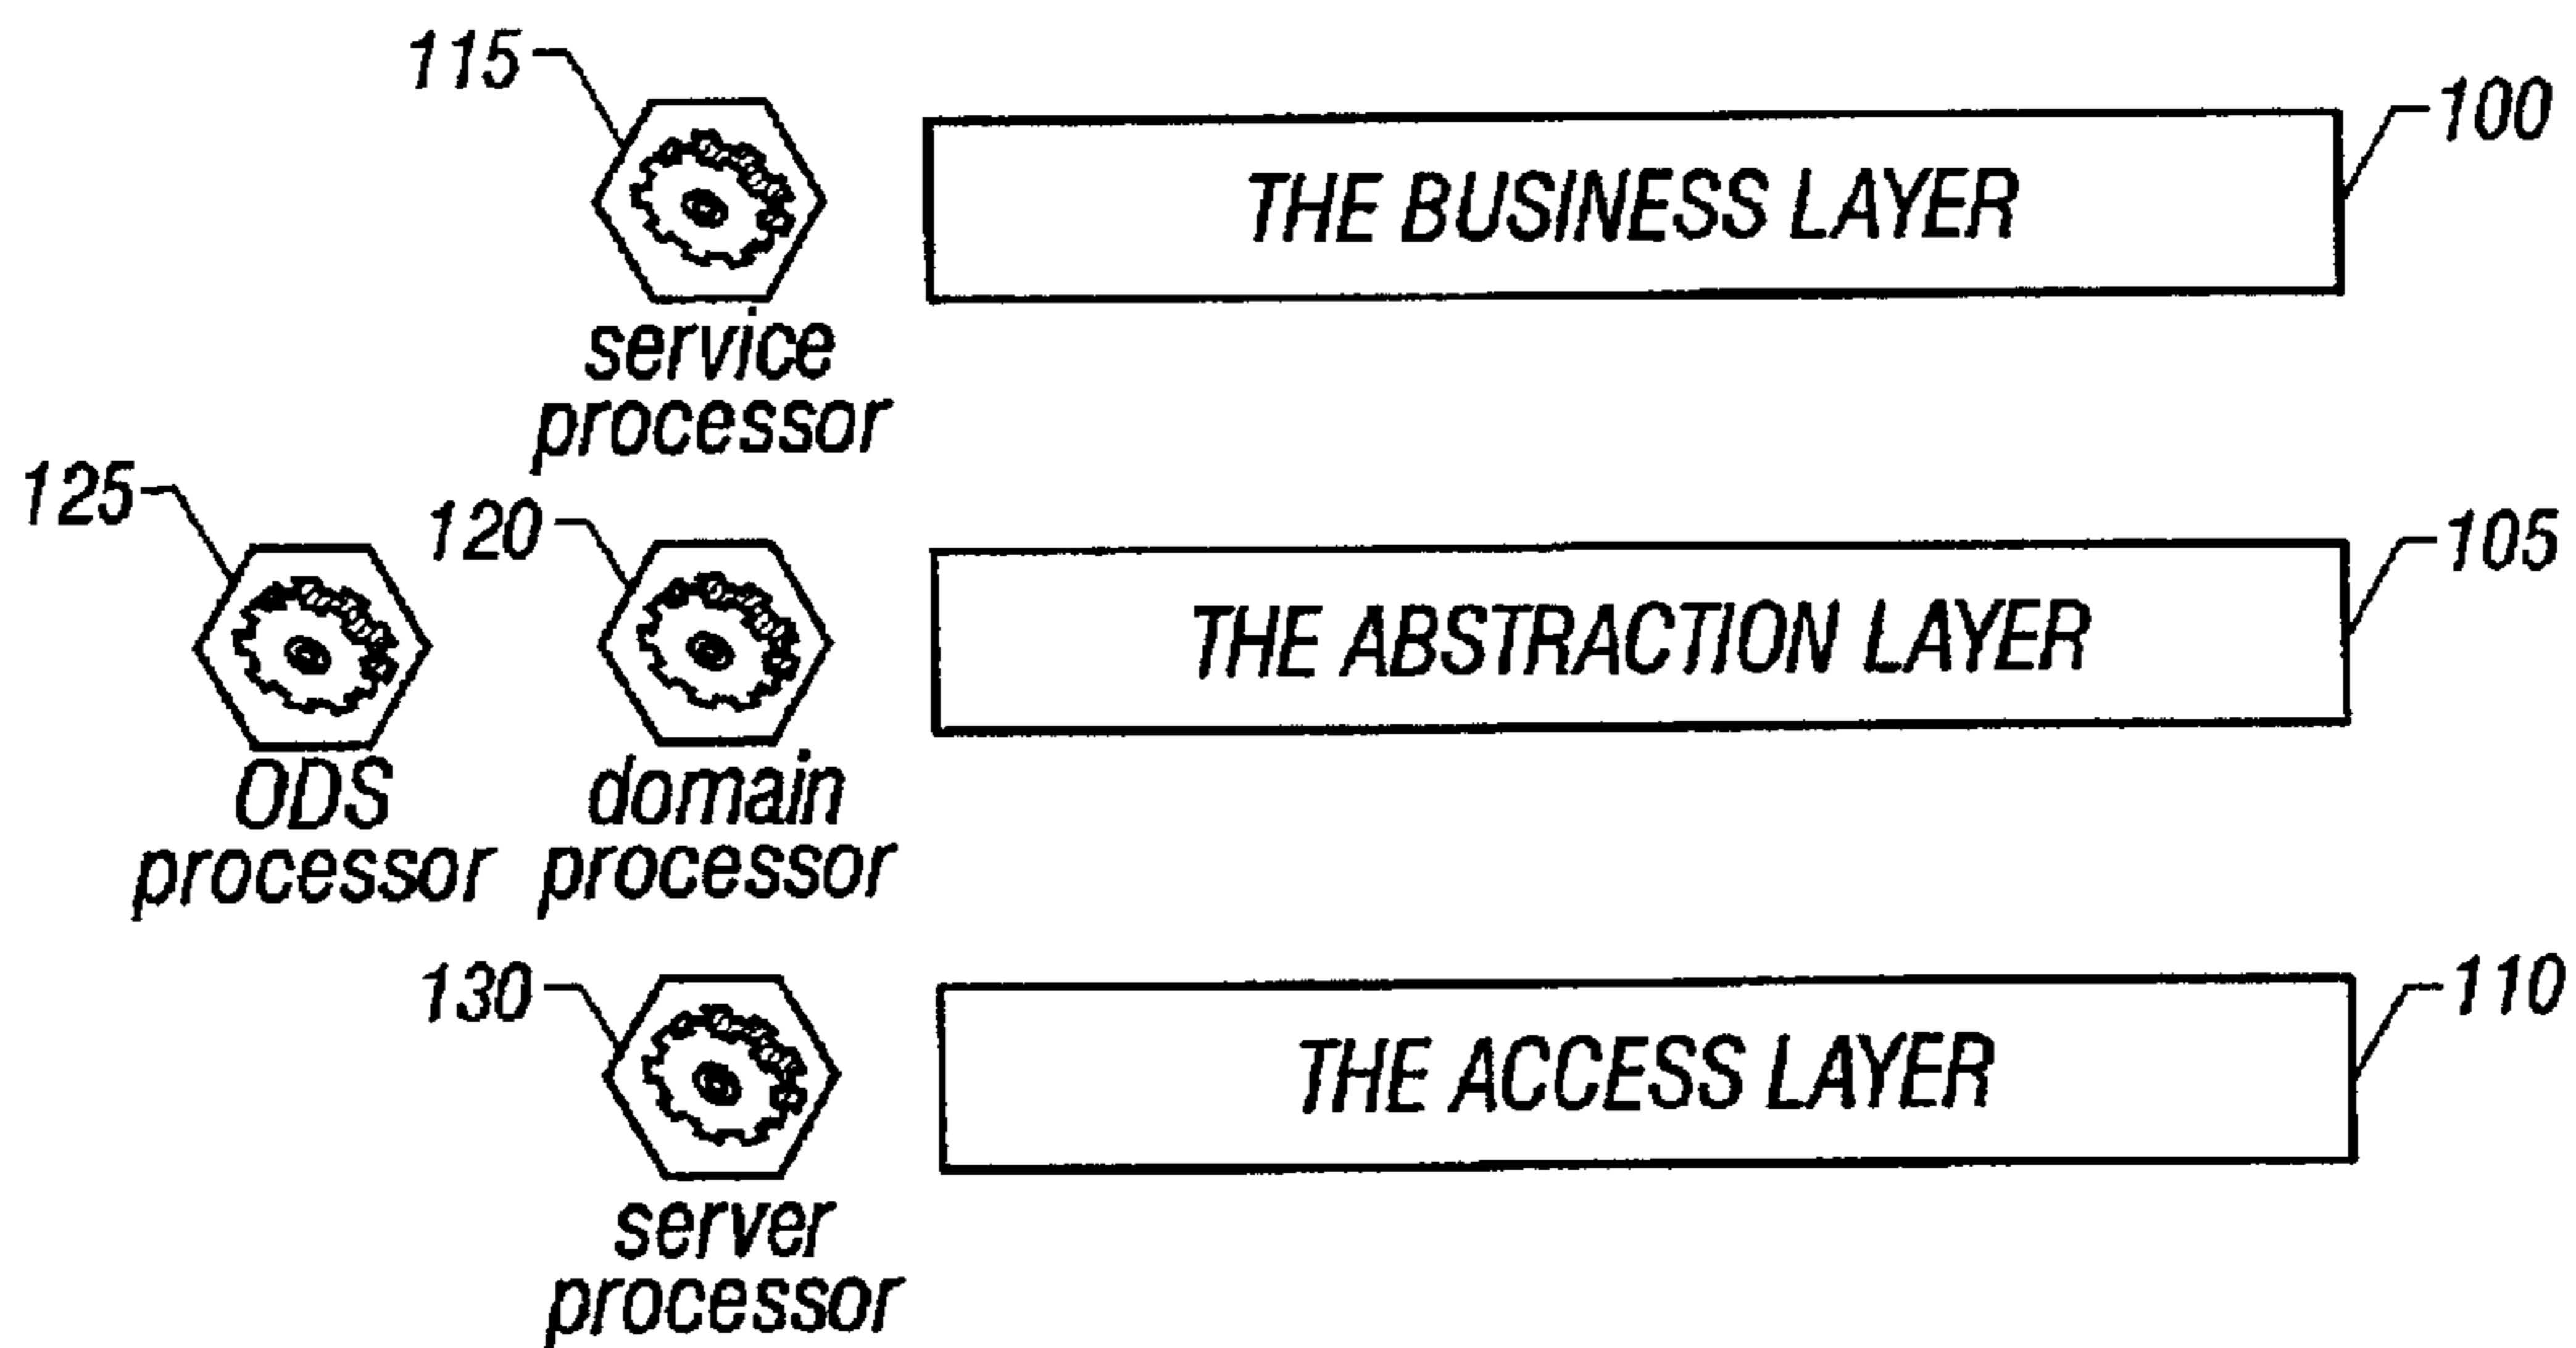 115
100
THE BUSINESS LAYER
service
processor
125
120
105
THE ABSTRACTION LAYER
ODS
processor
domain
processor
130
110
THE ACCESS LAYER
server
processor